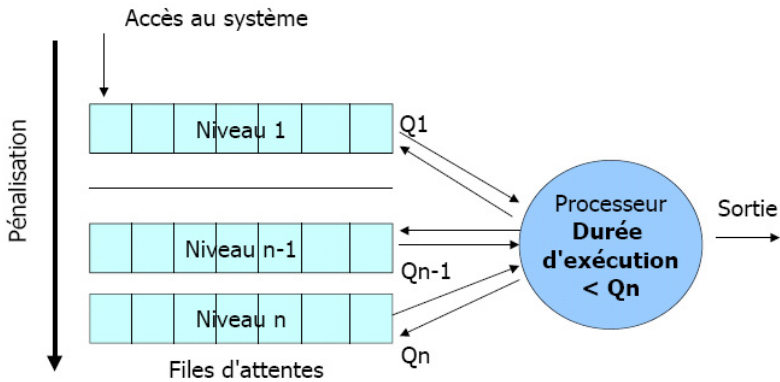 Accès au système
Pénalisation
Niveau 1
Q1
Niveau n-1
Qn-1
Niveau n
Qn
Files d'attentes
Processeur
Durée
d'exécution
< Qn
Sortie